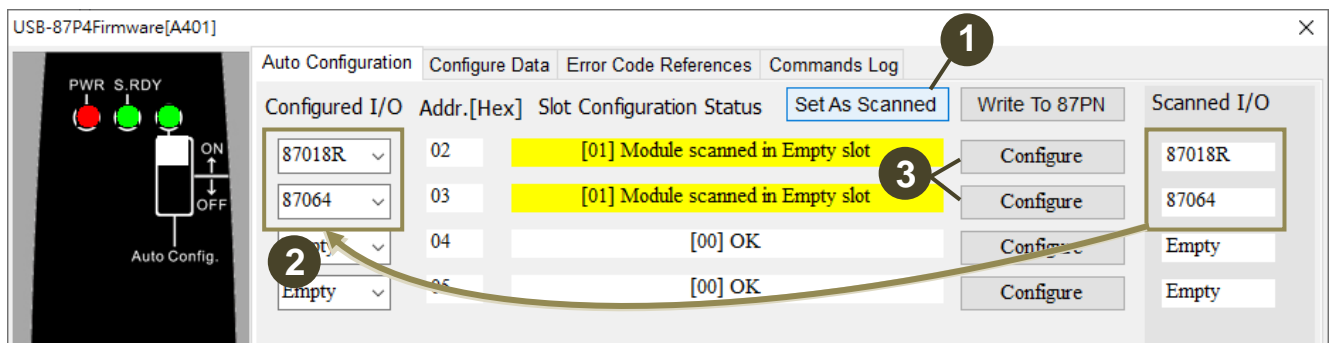 USB-87P4Firmware[A401]
1
Auto Configuration Configure Data Error Code References Commands Log
PWR S.RDY
Configured I/O Addr.[Hex] Slot Configuration Status Set As Scanned Write To 87PN Scanned I/O
ON
OFF
Auto Config.
87018R 02 [01] Module scanned in Empty slot Configure 87018R
3
87064 03 [01] Module scanned in Empty slot Configure 87064
04 [00] OK Configure Empty
2
Empty 05 [00] OK Configure Empty